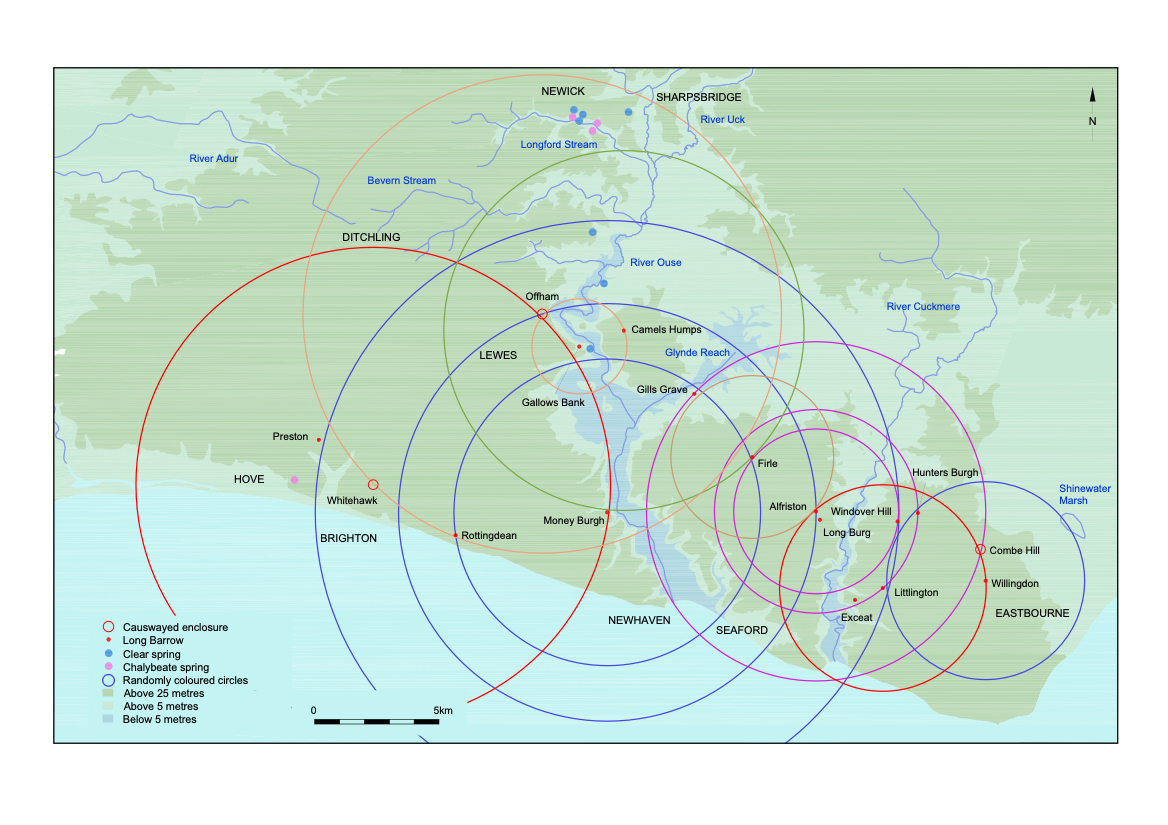 NEWICK
SHARPSBRIDGE
River Uck
N
Longford Stream
River Adur
Bevern Stream
DITCHLING
River Ouse
Offham
River Cuckmere
Camels Humps
LEWES
Glynde Reach
Gills Grave
Gallows Bank
Preston
Firle
HOVE
Hunters Burgh
Whitehawk
Shinewater
Marsh
Alfriston
Windover Hill
Money Burgh
Long Burg
BRIGHTON
Rottingdean
Combe Hill
Willingdon
Littlington
EASTBOURNE
Exceat
NEWHAVEN
SEAFORD
Causwayed enclosure
Long Barrow
Clear spring
Chalybeate spring
Randomly coloured circles
Above 25 metres
Above 5 metres
Below 5 metres
0 5km